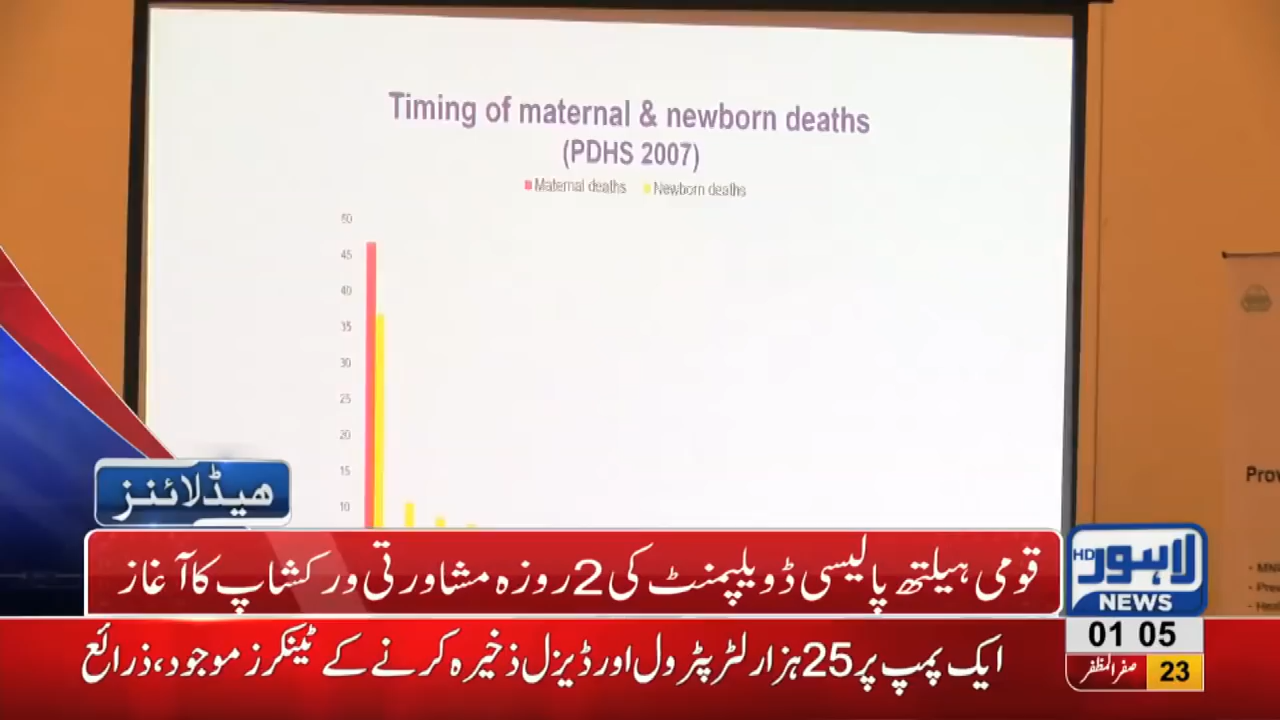 Timing of maternal & newborn deaths
(PDHS 2007)
Maternal deaths Newborn deaths
50
45
40
35
30
25
20
15
10
Prov
ھیڈلائنز
قومی ہیلتھ پالیسی ڈویلپمنٹ کی 2 روزہ مشاورتی ورکشاپ کا آغاز
HD لاہور
NEWS
01 05
صفر المظفر 23
ایک پمپ پر 25 ہزار لٹر پٹرول اور ڈیزل ذخیرہ کرنے کے ٹینکرز موجود، ذرائع